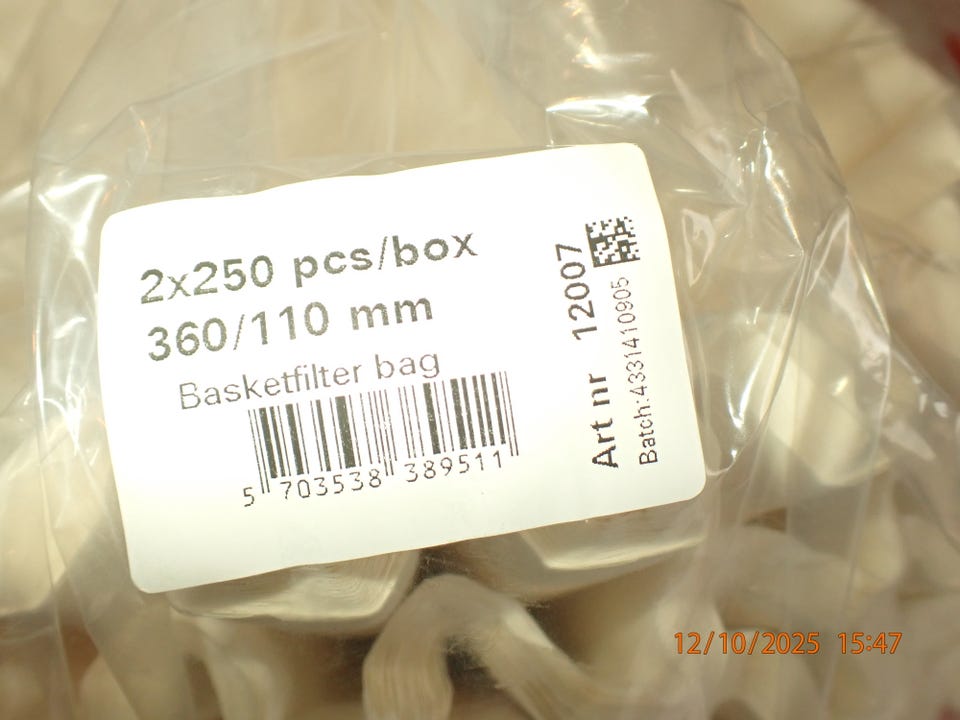 2x250 pcs/box
360/110 mm
Basketfilter bag
5 703538 389511
Art nr 12007
Batch:4331410905
12/10/2025 15:47